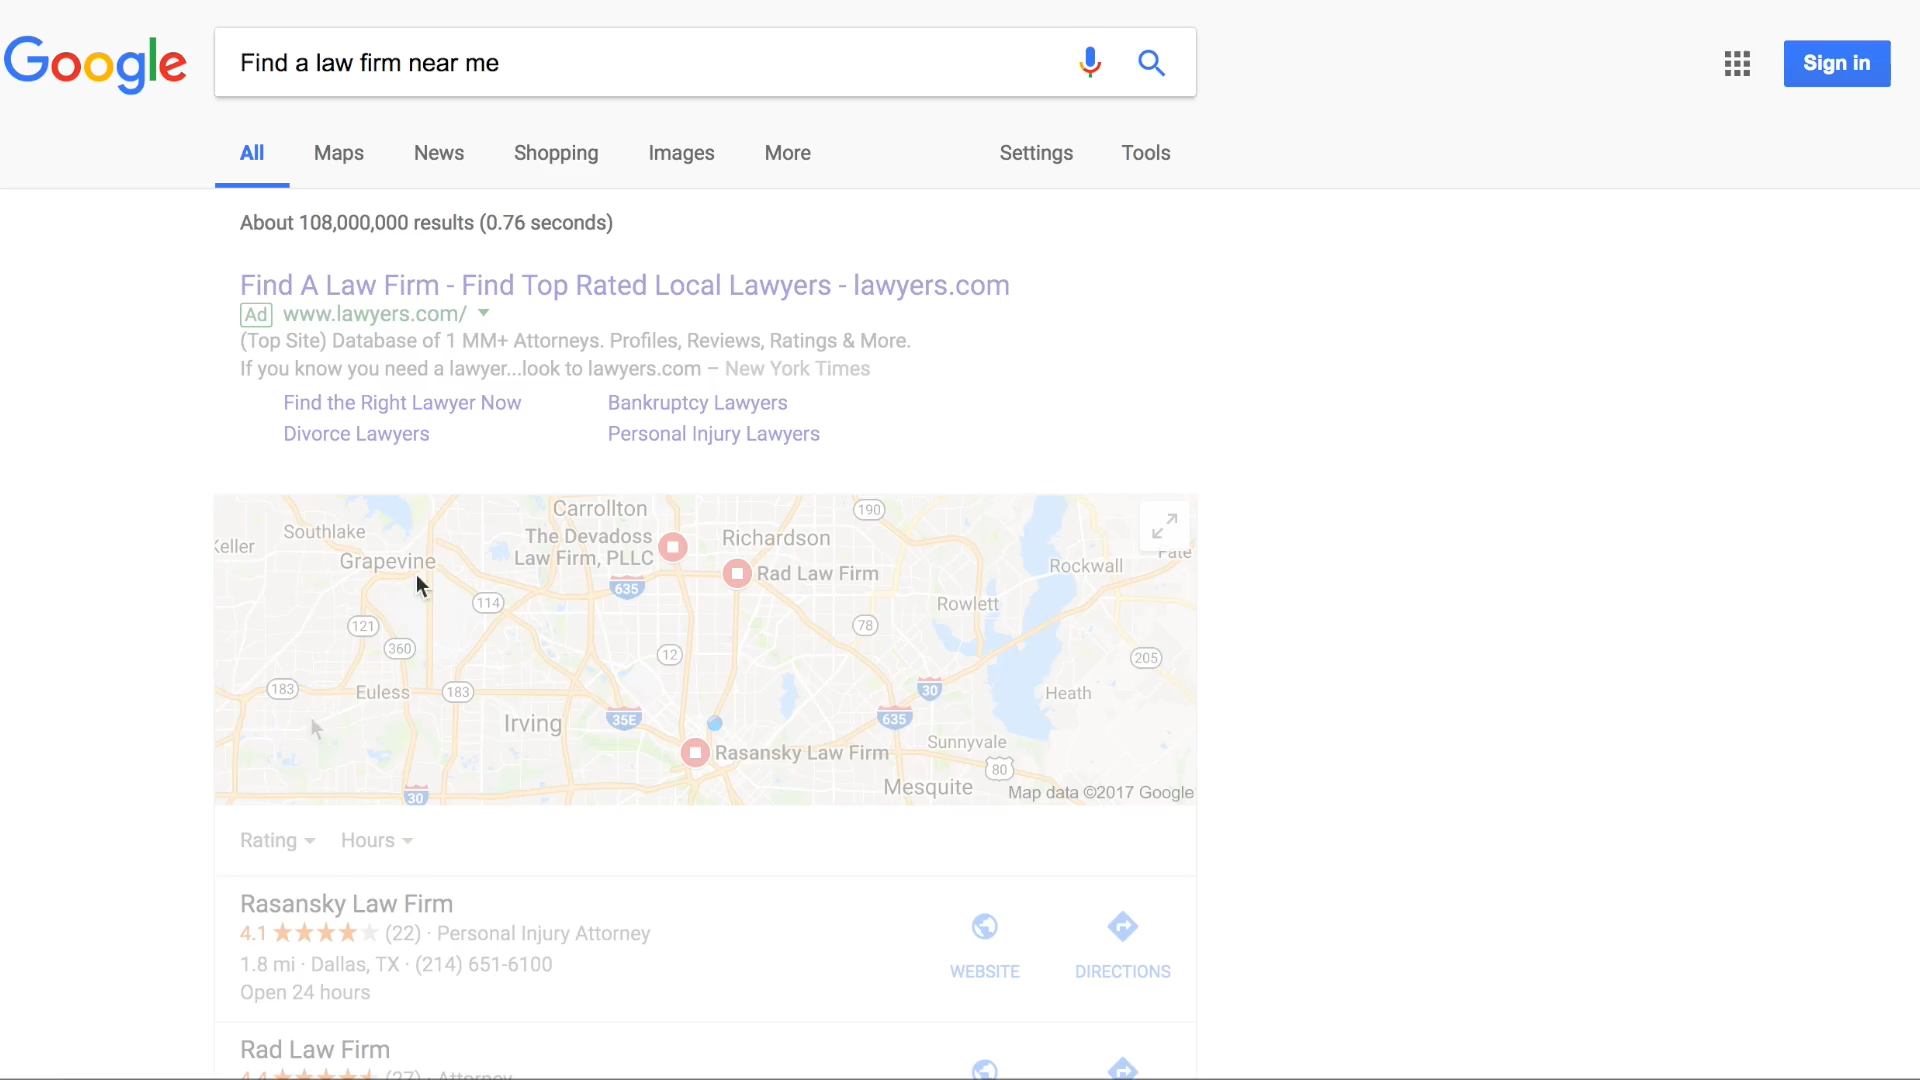 Google
Find a law firm near me
Sign in
All Maps News Shopping Images More Settings Tools
About 108,000,000 results (0.76 seconds)
Find A Law Firm - Find Top Rated Local Lawyers - lawyers.com
Ad www.lawyers.com/
(Top Site) Database of 1 MM+ Attorneys. Profiles, Reviews, Ratings & More.
If you know you need a lawyer...look to lawyers.com – New York Times
Find the Right Lawyer Now Bankruptcy Lawyers
Divorce Lawyers Personal Injury Lawyers
Carrollton
190
Southlake
The Devadoss
Law Firm, PLLC
Richardson
Keller
Grapevine
Fate
Rockwall
Rad Law Firm
635
114
Rowlett
121
78
360
12
205
183
Euless
183
30
Heath
Irving
35E
635
Sunnyvale
Rasansky Law Firm
80
Mesquite
30
Map data ©2017 Google
Rating Hours
Rasansky Law Firm
4.1 (22) · Personal Injury Attorney
1.8 mi · Dallas, TX · (214) 651-6100
Open 24 hours
WEBSITE DIRECTIONS
Rad Law Firm
4.4 (27) · Attorney